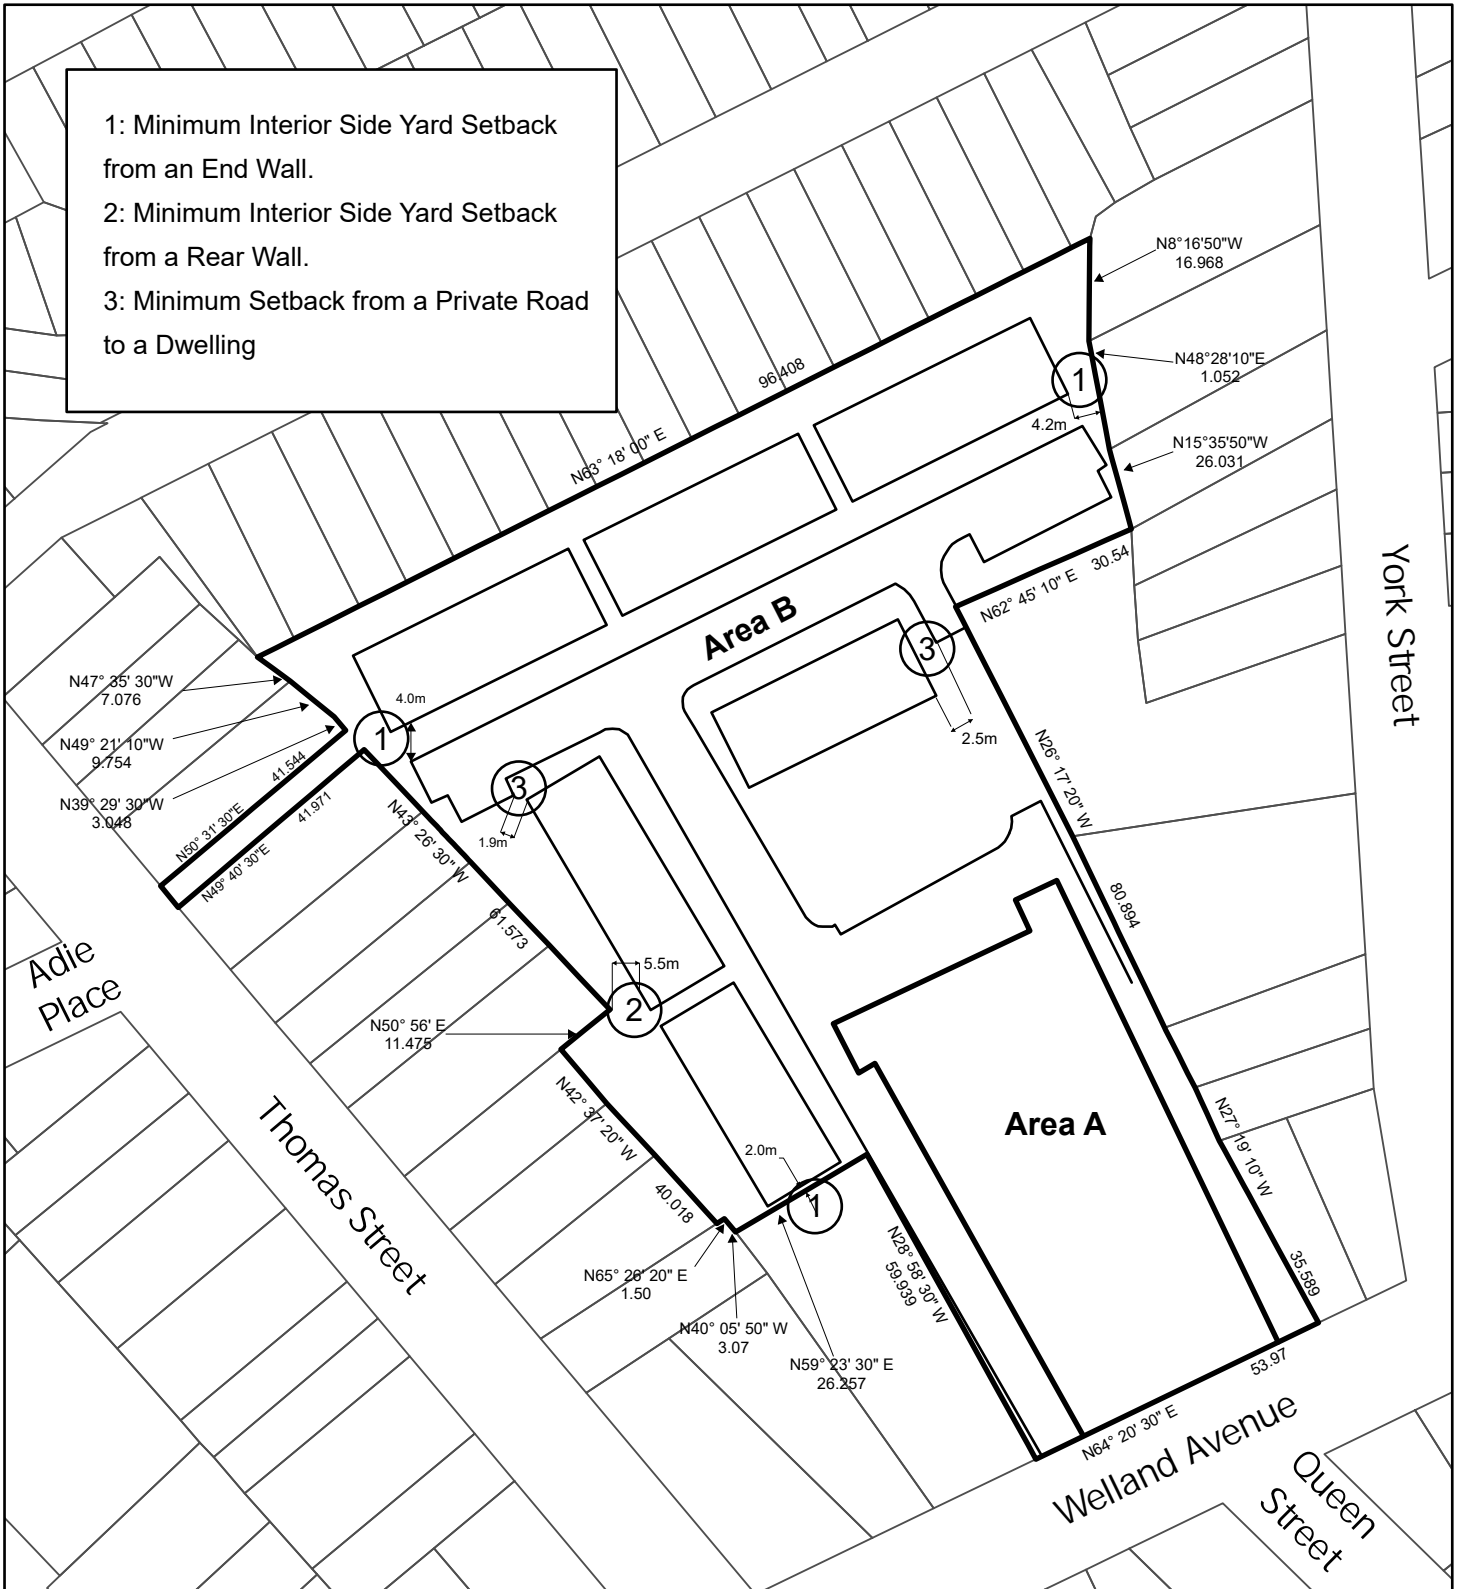 1: Minimum Interior Side Yard Setback
from an End Wall.
2: Minimum Interior Side Yard Setback
from a Rear Wall.
3: Minimum Setback from a Private Road
to a Dwelling
N8°16'50"W
16.968
N48°28'10"E
1.052
1
4.2m
N15°35'50"W
26.031
96.408
N63° 18' 00" E
30.54
N62° 45' 10" E
York Street
Area B
3
2.5m
N47° 35' 30"W
7.076
N49° 21' 10"W
9.754
N39° 29' 30"W
3.048
4.0m
1
41.544
N50° 31' 30"E
41.971
N49° 40' 30"E
3
1.9m
N43° 26' 30" W
61.573
N26° 17' 20" W
80.894
5.5m
2
N50° 56' E
11.475
Adie
Place
N42° 37' 20" W
40.018
Thomas Street
Area A
2.0m
1
N27° 19' 10" W
35.589
N65° 26' 20" E
1.50
N40° 05' 50" W
3.07
N59° 23' 30" E
26.257
N28° 58' 30" W
59.939
53.97
N64° 20' 30" E
Welland Avenue
Queen
Street